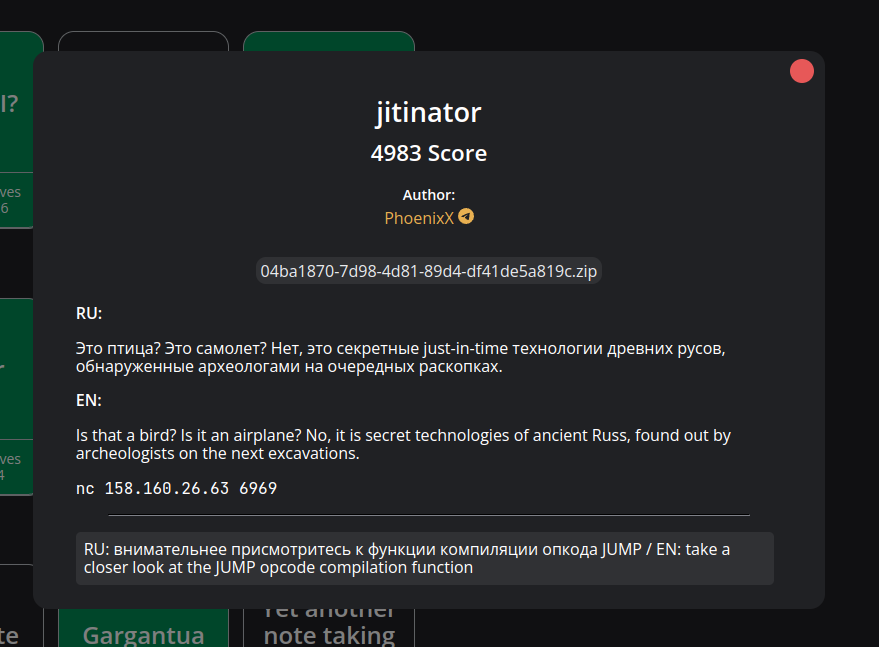 jitinator
4983 Score
Author:
PhoenixX
04ba1870-7d98-4d81-89d4-df41de5a819c.zip
RU:
Это птица? Это самолет? Нет, это секретные just-in-time технологии древних русов,
обнаруженные археологами на очередных раскопках.
EN:
Is that a bird? Is it an airplane? No, it is secret technologies of ancient Russ, found out by
archeologists on the next excavations.
nc 158.160.26.63 6969
RU: внимательнее присмотритесь к функции компиляции опкода JUMP / EN: take a
closer look at the JUMP opcode compilation function
l?
ves
6
ves
4
te
Gargantua
Yet another
note taking